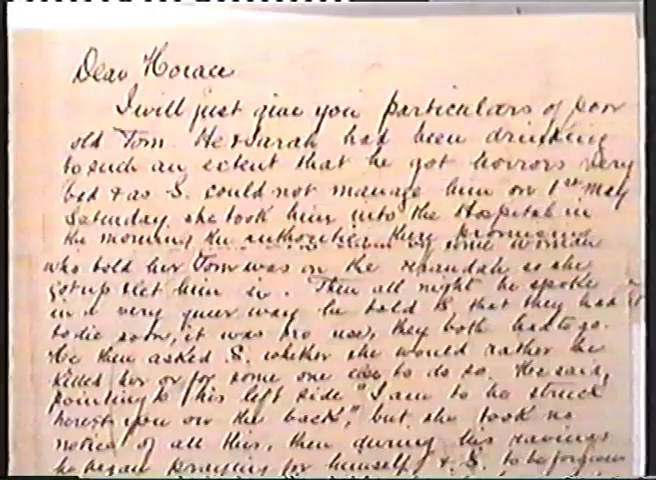 Dear Horace
I will just give you particulars of poor
old Tom. He & Sarah had been drinking
to such an extent that he got horrors very
bad & as S. could not manage him on 1st May
Saturday she took him into the Hospital in
the morning the authorities there promising
some woman
who told her Tom was on the verandah so she
got up & let him in. Then all night he spoke
in a very queer way he told S that they had
to die soon, it was no use, they both had to go.
He then asked S. whether she would rather he
killed her or for some one else to do so. He said,
pointing to his left side "I am to be struck
here & you on the back", but she took no
notice of all this, then during his ravings
he began praying for himself & S. to be forgiven